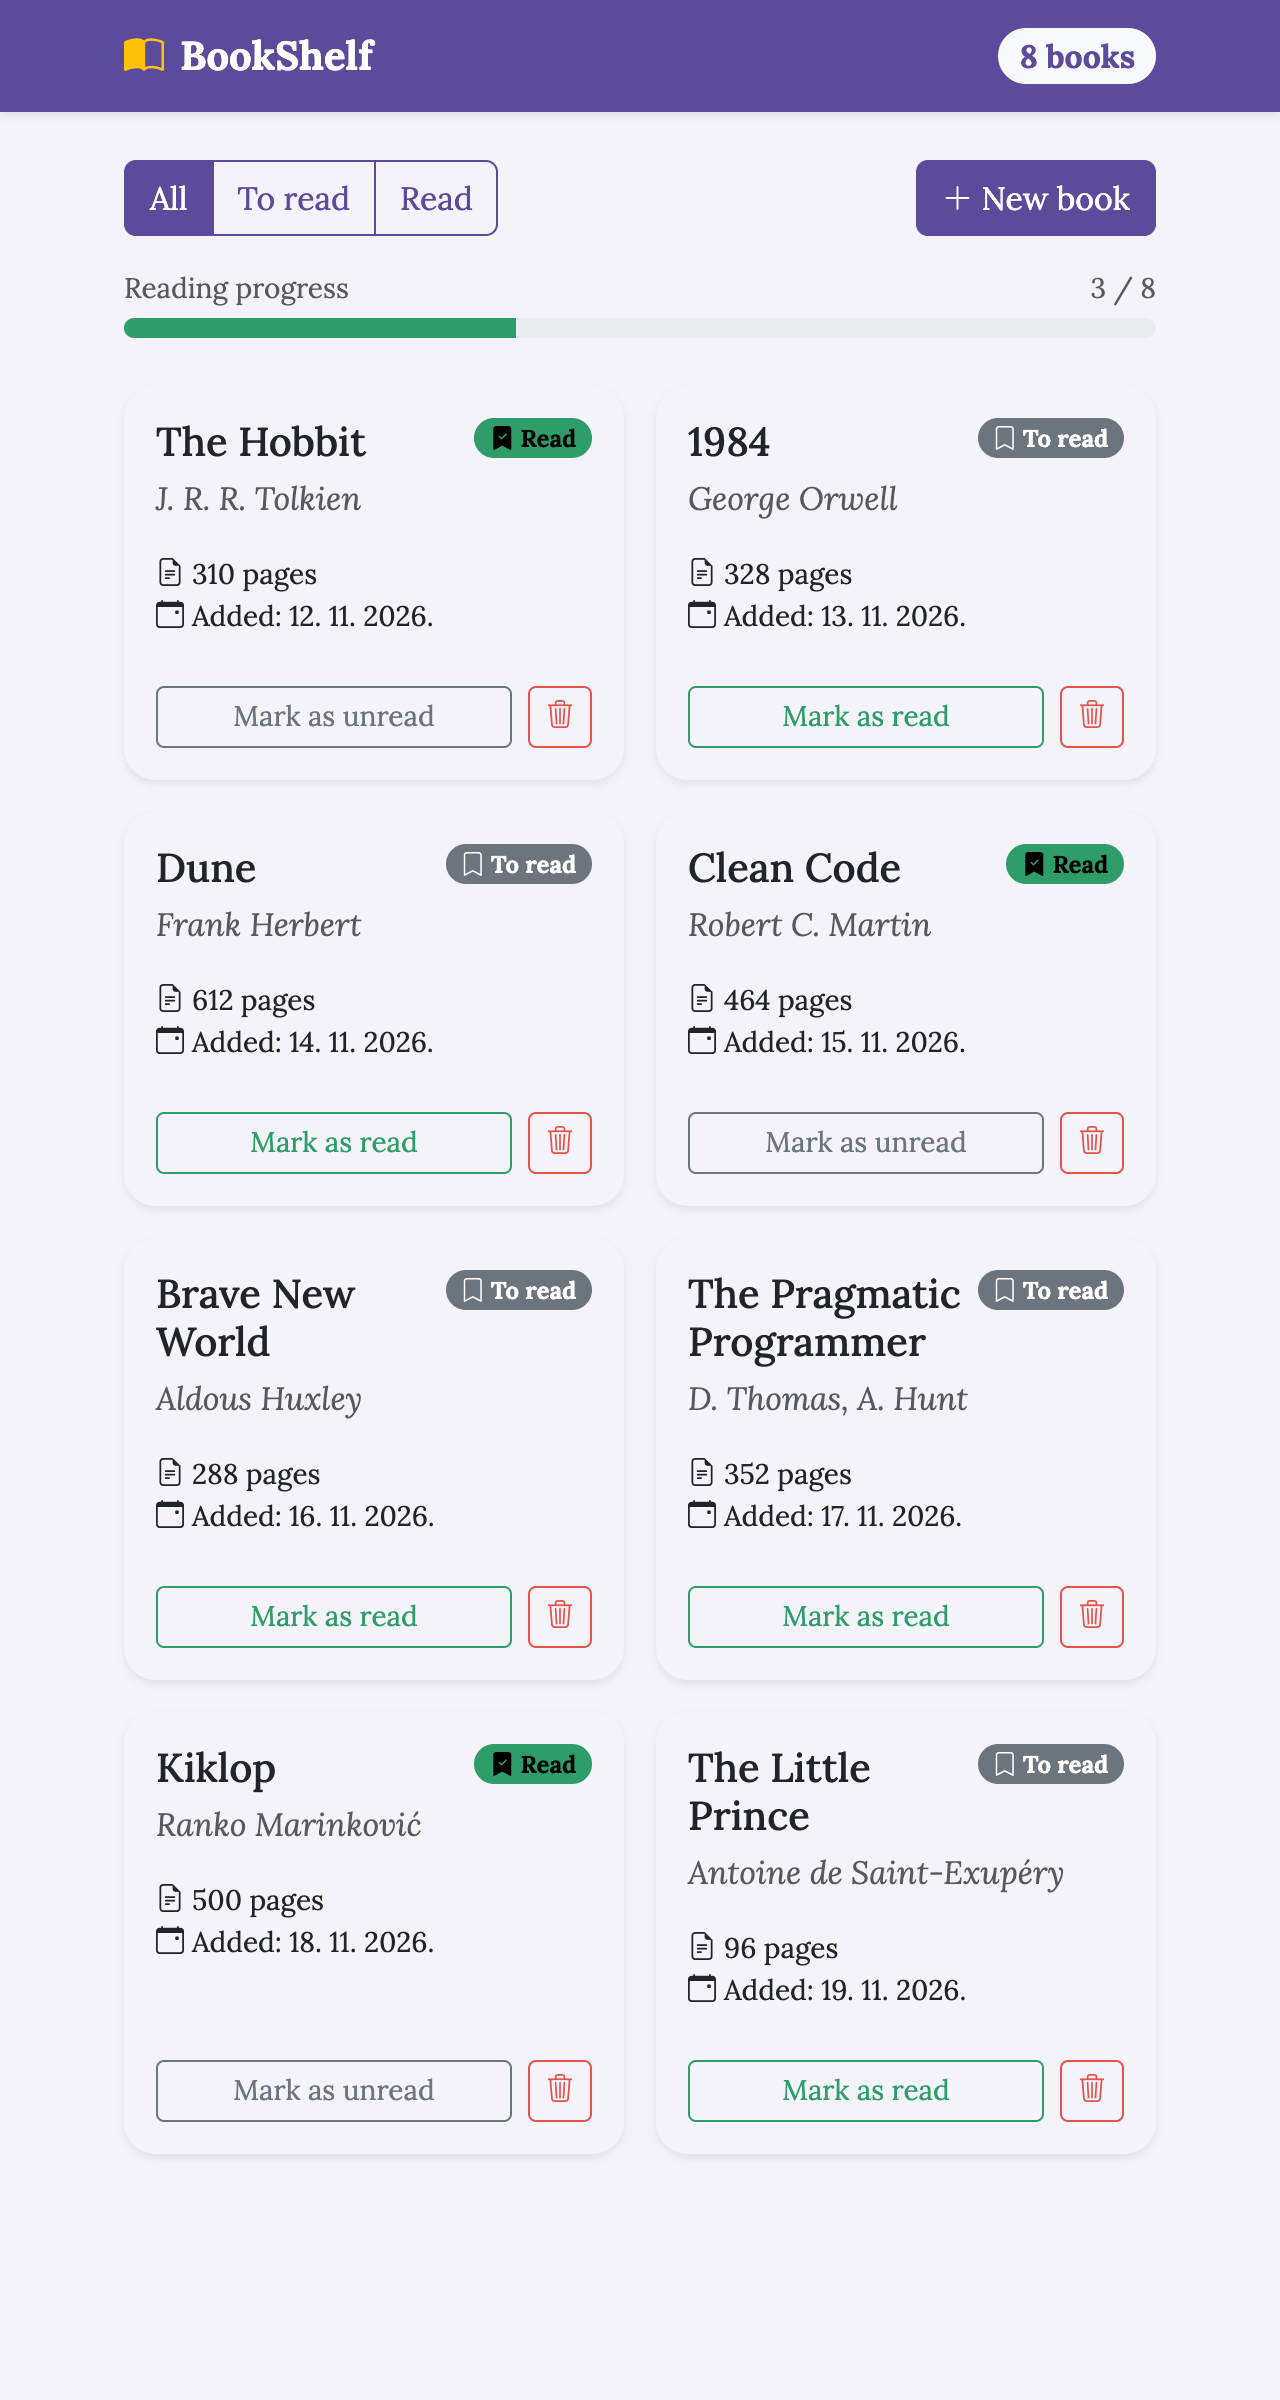 BookShelf
8 books
All
To read
Read
+ New book
Reading progress
3 / 8
The Hobbit
Read
J. R. R. Tolkien
310 pages
Added: 12. 11. 2026.
Mark as unread
1984
To read
George Orwell
328 pages
Added: 13. 11. 2026.
Mark as read
Dune
To read
Frank Herbert
612 pages
Added: 14. 11. 2026.
Mark as read
Clean Code
Read
Robert C. Martin
464 pages
Added: 15. 11. 2026.
Mark as unread
Brave New
World
To read
Aldous Huxley
288 pages
Added: 16. 11. 2026.
Mark as read
The Pragmatic
Programmer
To read
D. Thomas, A. Hunt
352 pages
Added: 17. 11. 2026.
Mark as read
Kiklop
Read
Ranko Marinković
500 pages
Added: 18. 11. 2026.
Mark as unread
The Little
Prince
To read
Antoine de Saint-Exupéry
96 pages
Added: 19. 11. 2026.
Mark as read